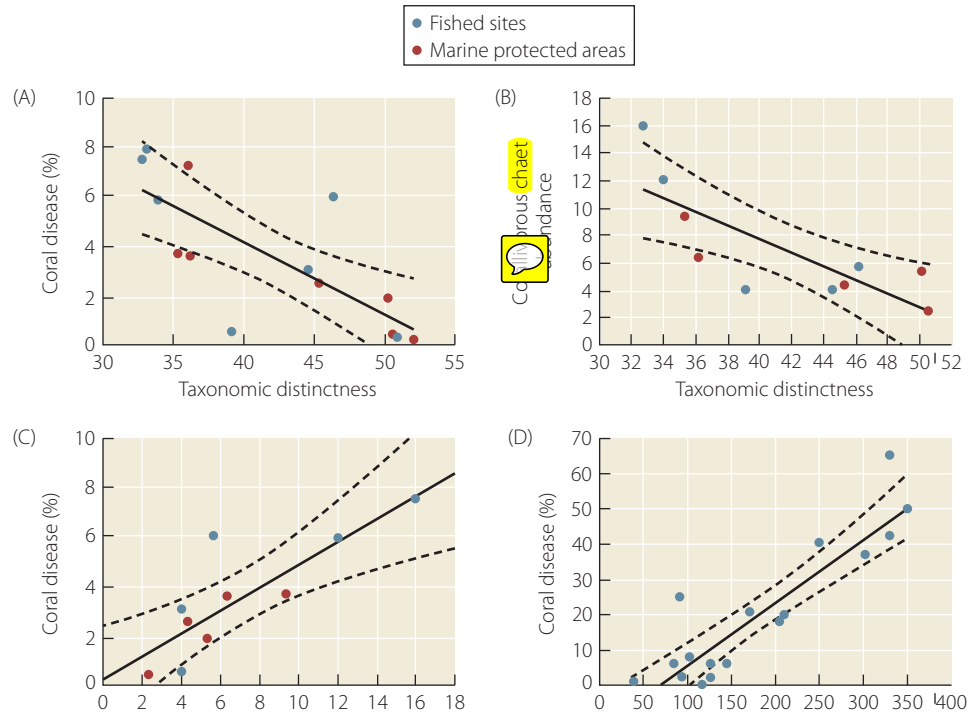 Fished sites
Marine protected areas
(A)
10
8
6
4
2
0
Coral disease (%)
30 35 40 45 50 55
Taxonomic distinctness
(B)
18
16
14
12
10
8
6
4
2
0
chaet
abundance
30 32 34 36 38 40 42 44 46 48 50 52
Taxonomic distinctness
(C)
10
8
6
4
2
0
Coral disease (%)
0 2 4 6 8 10 12 14 16 18
(D)
70
60
50
40
30
20
10
0
Coral disease (%)
0 50 100 150 200 250 300 350 400